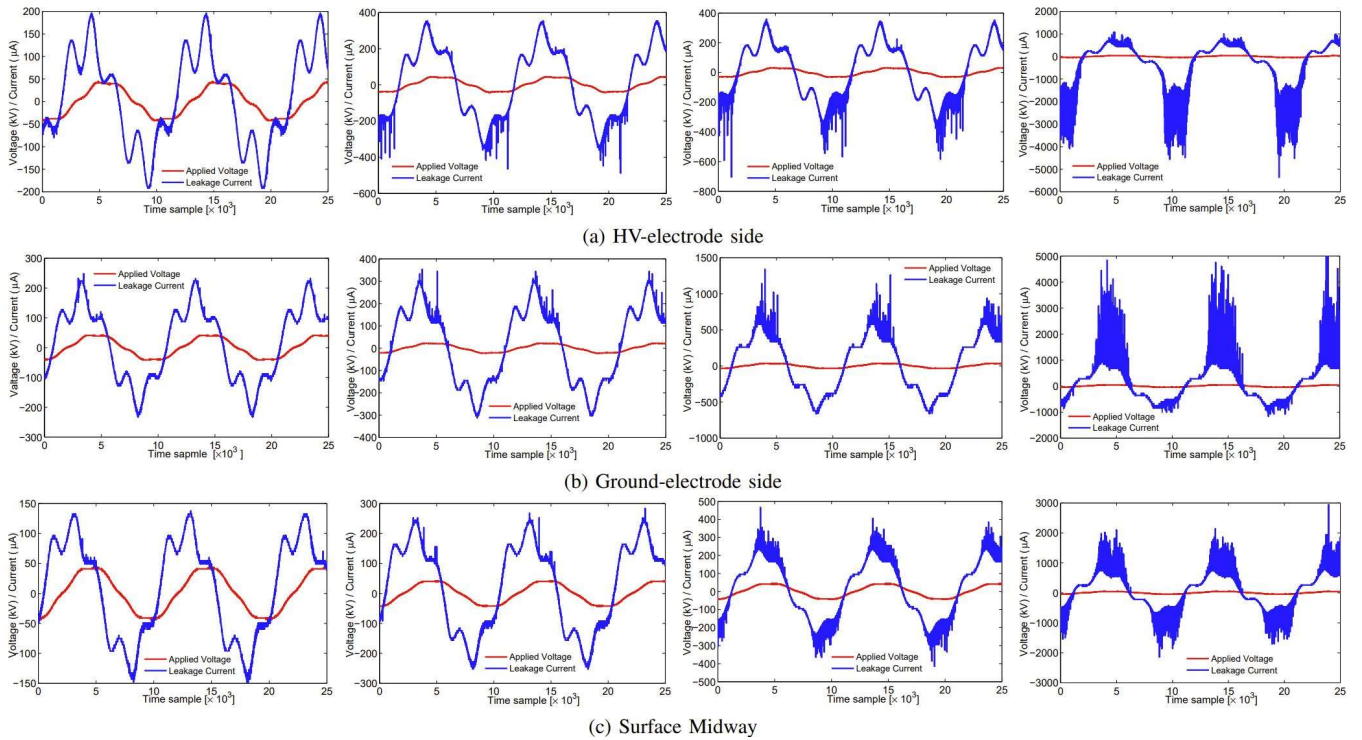 200
150
100
50
0
−50
−100
−150
−200
Voltage (kV) / Current (µA)
Applied Voltage
Leakage Current
0 5 10 15 20 25
Time sample [× 10³]
400
200
0
−200
−400
−600
Voltage (kV) / Current (µA)
Applied Voltage
Leakage Current
0 5 10 15 20 25
Time sample [× 10³]
400
200
0
−200
−400
−600
−800
Voltage (kV) / Current (µA)
Applied Voltage
Leakage Current
0 5 10 15 20 25
Time sample [× 10³]
2000
1000
0
−1000
−2000
−3000
−4000
−5000
−6000
Voltage (kV) / Current (µA)
Applied Voltage
Leakage Current
0 5 10 15 20 25
Time sample [× 10³]
(a) HV-electrode side
300
200
100
0
−100
−200
−300
Voltage (kV) / Current (µA)
Applied Voltage
Leakage Current
0 5 10 15 20 25
Time sapmle [× 10³]
400
300
200
100
0
−100
−200
−300
−400
Voltage (kV) / Current (µA)
Applied Voltage
Leakage Current
0 5 10 15 20 25
Time sample [× 10³]
1500
1000
500
0
−500
−1000
Voltage (kV) / Current (µA)
Applied Voltage
Leakage Current
0 5 10 15 20 25
Time sample [× 10³]
5000
4000
3000
2000
1000
0
−1000
−2000
Voltage (kV) / Current (µA)
Applied Voltage
Leakage Current
0 5 10 15 20 25
Time sample [× 10³]
(b) Ground-electrode side
150
100
50
0
−50
−100
−150
Voltage (kV) / Current (µA)
Applied Voltage
Leakage Current
0 5 10 15 20 25
Time sample [× 10³]
300
200
100
0
−100
−200
−300
Voltage (kV) / Current (µA)
Applied Voltage
Leakage Current
0 5 10 15 20 25
Time sample [× 10³]
500
400
300
200
100
0
−100
−200
−300
−400
−500
Voltage (kV) / Current (µA)
Applied Voltage
Leakage Current
0 5 10 15 20 25
Time sample [× 10³]
3000
2000
1000
0
−1000
−2000
−3000
Voltage (kV) / Current (µA)
Applied Voltage
Leakage Current
0 5 10 15 20 25
Time sample [× 10³]
(c) Surface Midway